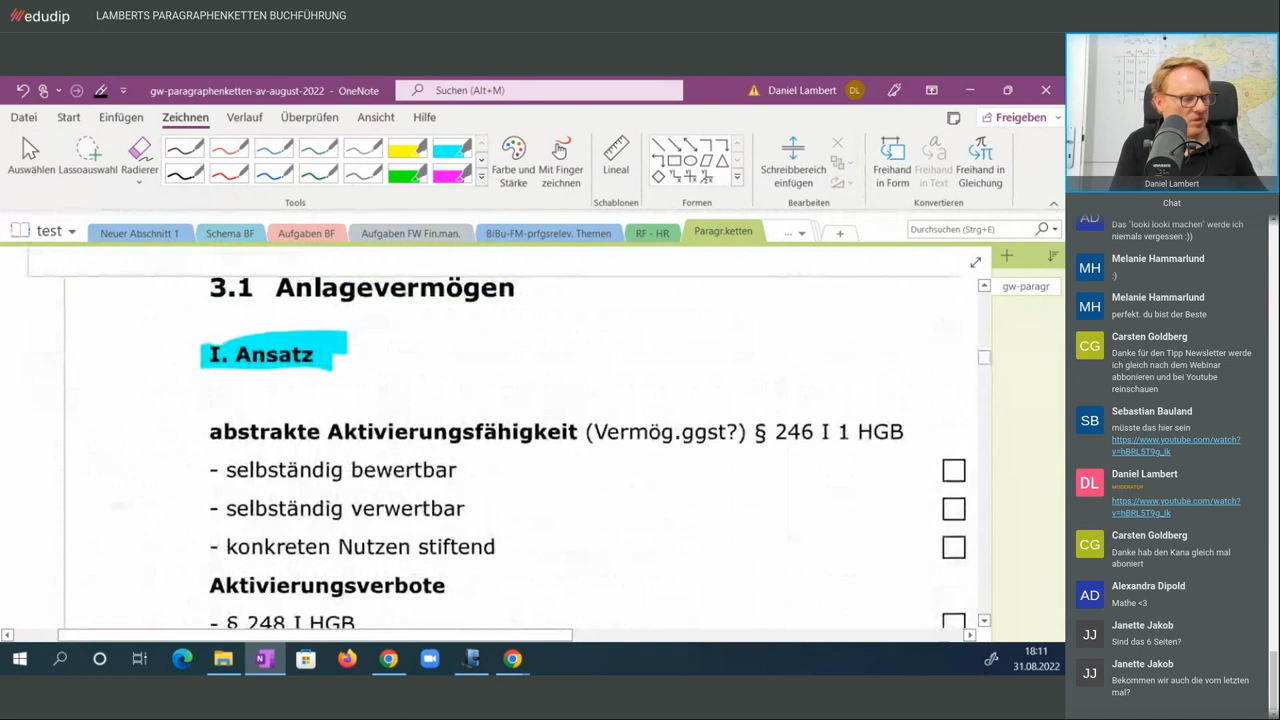 edudip
LAMBERTS PARAGRAPHENKETTEN BUCHFÜHRUNG
gw-paragraphenketten-av-august-2022 - OneNote
Suchen (Alt+M)
Daniel Lambert
DL
Datei
Start
Einfügen
Zeichnen
Verlauf
Überprüfen
Ansicht
Hilfe
Freigeben
Auswählen
Lassoauswahl
Radierer
Farbe und
Stärke
Mit Finger
zeichnen
Lineal
Schreibbereich
einfügen
Freihand
in Form
Freihand
in Text
Freihand in
Gleichung
Tools
Schablonen
Formen
Bearbeiten
Konvertieren
test
Neuer Abschnitt 1
Schema BF
Aufgaben BF
Aufgaben FW Fin.man.
BiBu-FM-prfgsrelev. Themen
RF - HR
Paragr.ketten
...
Durchsuchen (Strg+E)
gw-paragr
3.1 Anlagevermögen
I. Ansatz
abstrakte Aktivierungsfähigkeit (Vermög.ggst?) § 246 I 1 HGB
- selbständig bewertbar
- selbständig verwertbar
- konkreten Nutzen stiftend
Aktivierungsverbote
- § 248 I HGB
18:11
31.08.2022
Daniel Lambert
Chat
AD
Das "looki looki machen" werde ich
niemals vergessen :))
MH
Melanie Hammarlund
:)
MH
Melanie Hammarlund
perfekt. du bist der Beste
CG
Carsten Goldberg
Danke für den Tipp Newsletter werde
ich gleich nach dem Webinar
abbonieren und bei Youtube
reinschauen
SB
Sebastian Bauland
müsste das hier sein
https://www.youtube.com/watch?
v=hBRL5T9g_Ik
DL
Daniel Lambert
MODERATOR
https://www.youtube.com/watch?
v=hBRL5T9g_Ik
CG
Carsten Goldberg
Danke hab den Kana gleich mal
aboniert
AD
Alexandra Dipold
Mathe <3
JJ
Janette Jakob
Sind das 6 Seiten?
JJ
Janette Jakob
Bekommen wir auch die vom letzten
mal?